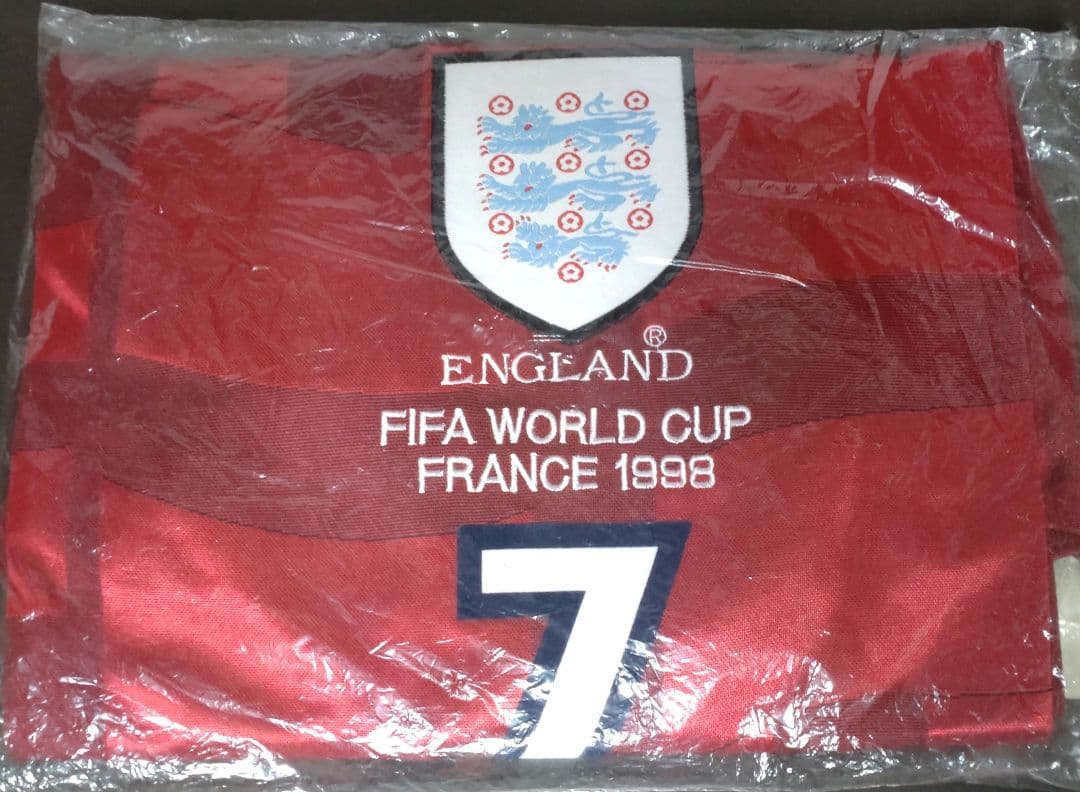 ®
ENGLAND
FIFA WORLD CUP
FRANCE 1998
7